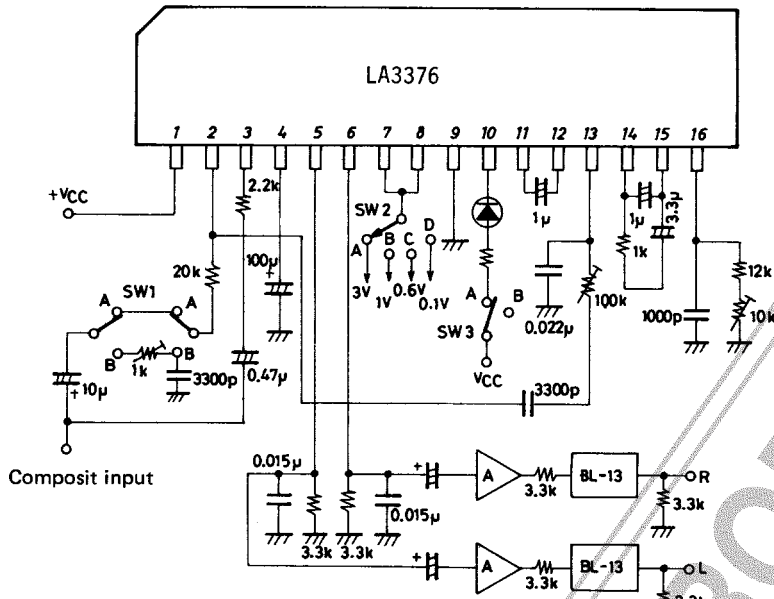 LA3376
1 2 3 4 5 6 7 8 9 10 11 12 13 14 15 16
+VCC
2.2k
20k
100μ
+
SW1
A A
B B
1k
3300p
+10μ
0.47μ
Composit input
SW2
A B C D
3V 1V 0.6V 0.1V
A B
SW3
VCC
1μ
0.022μ
100k
3300p
1μ
3.3μ
1k
1000p
12k
10k
0.015μ
3.3k 3.3k
0.015μ
+ A 3.3k BL-13 R
3.3k
+ A 3.3k BL-13 L